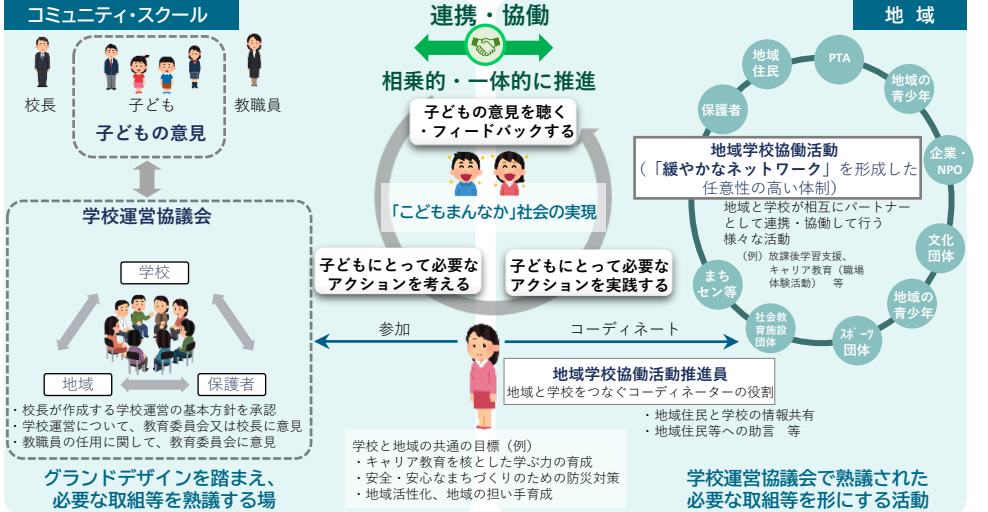 コミュニティ・スクール
校長
子ども
教職員
子どもの意見
学校運営協議会
学校
地域
保護者
・校長が作成する学校運営の基本方針を承認
・学校運営について、教育委員会又は校長に意見
・教職員の任用に関して、教育委員会に意見
グランドデザインを踏まえ、
必要な取組等を熟議する場
連携・協働
相乗的・一体的に推進
子どもの意見を聴く
・フィードバックする
「こどもまんなか」社会の実現
子どもにとって必要な
アクションを考える
子どもにとって必要な
アクションを実践する
参加
コーディネート
地域学校協働活動推進員
地域と学校をつなぐコーディネーターの役割
・地域住民と学校の情報共有
・地域住民等への助言　等
学校と地域の共通の目標（例）
・キャリア教育を核とした学ぶ力の育成
・安全・安心なまちづくりのための防災対策
・地域活性化、地域の担い手育成
地域
地域
住民
PTA
地域の
青少年
保護者
企業・
NPO
地域学校協働活動
（「緩やかなネットワーク」を形成した
任意性の高い体制）
地域と学校が相互にパートナー
として連携・協働して行う
様々な活動
（例）放課後学習支援、
キャリア教育（職場
体験活動）　等
文化
団体
まち
セン等
地域の
青少年
社会教
育施設
団体
ｽﾎﾟｰﾂ
団体
学校運営協議会で熟議された
必要な取組等を形にする活動